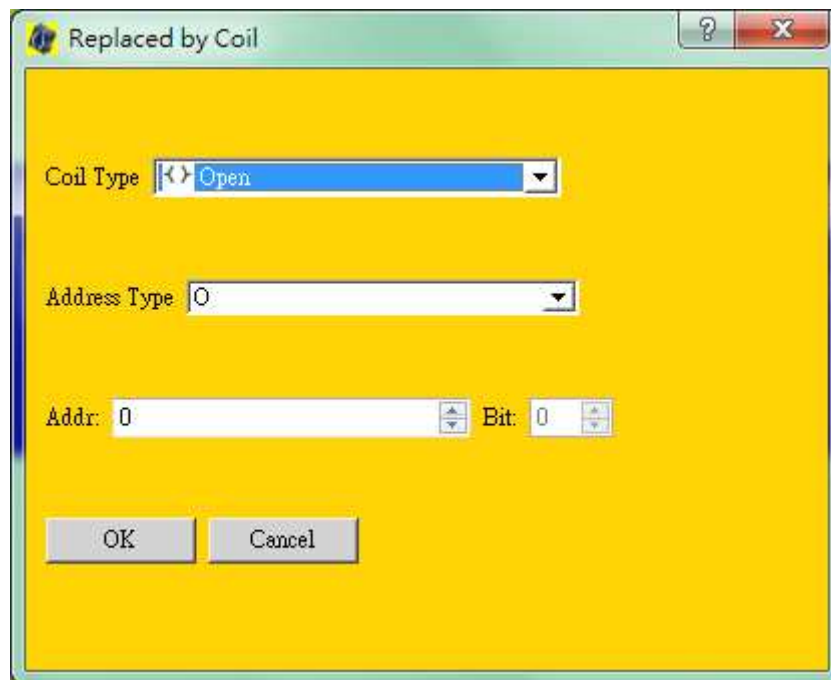 Replaced by Coil
Coil Type Open
Address Type O
Addr: 0 Bit: 0
OK Cancel